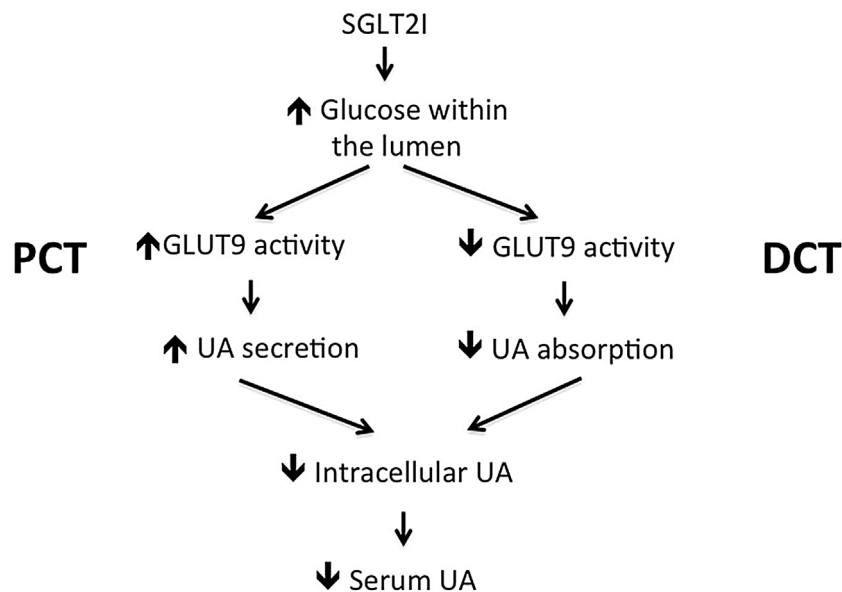 SGLT2I
↑ Glucose within
the lumen
PCT
↑GLUT9 activity
↓ GLUT9 activity
DCT
↑ UA secretion
↓ UA absorption
↓ Intracellular UA
↓ Serum UA